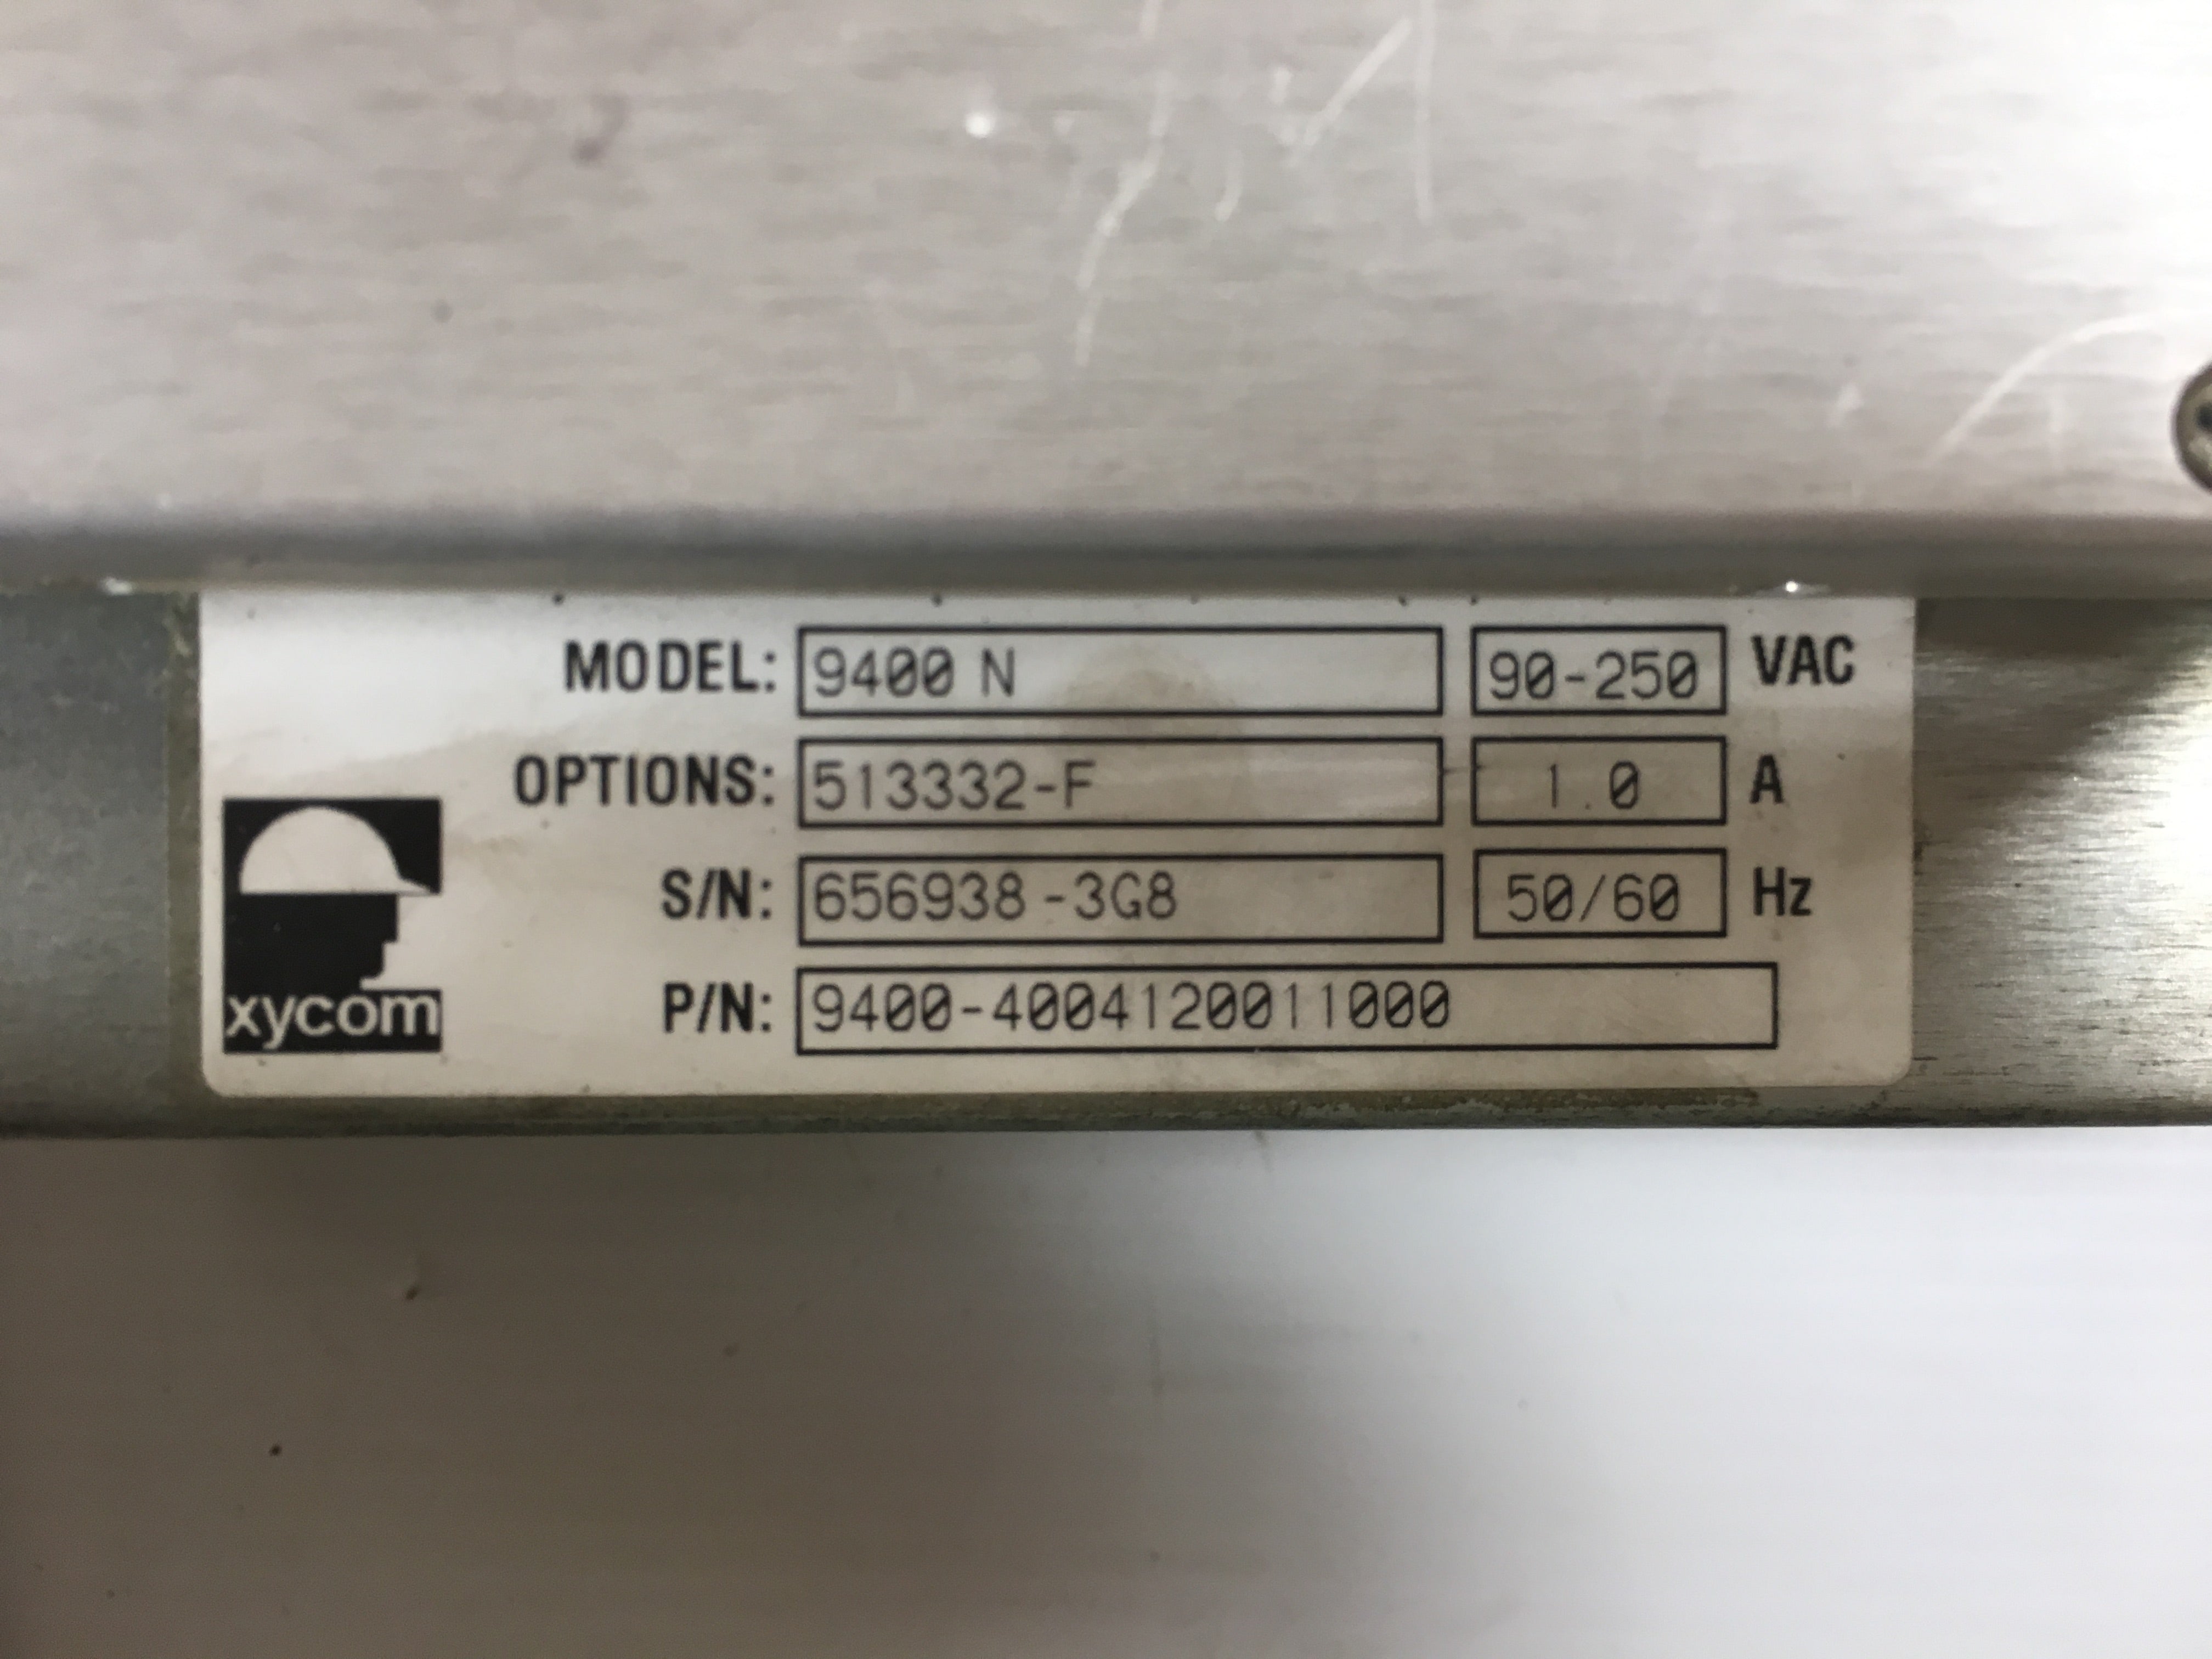 MODEL: 9400 N 90-250 VAC
OPTIONS: 513332-F 1.0 A
S/N: 656938-3G8 50/60 Hz
P/N: 9400-4004120011000
xycom